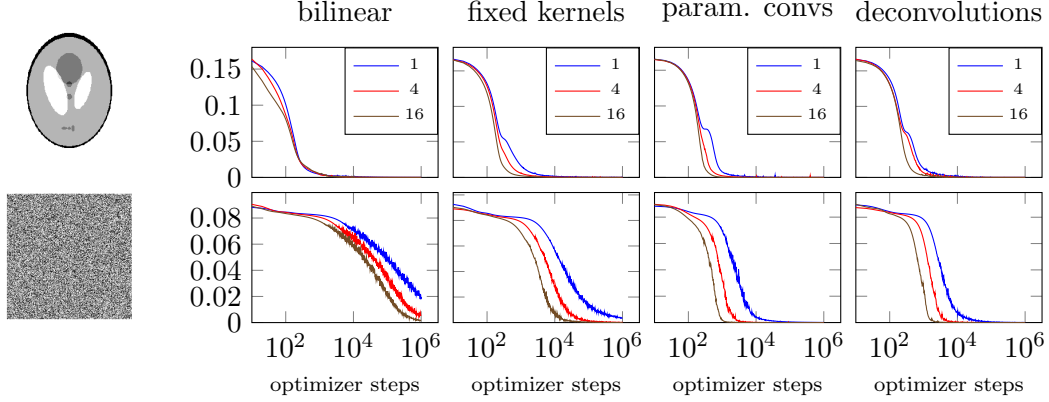 bilinear fixed kernels param. convs deconvolutions
0.15 1 1 1 1
0.1 4 4 4 4
0.05 16 16 16 16
0
0.08
0.06
0.04
0.02
0
10^2 10^4 10^6 10^2 10^4 10^6 10^2 10^4 10^6 10^2 10^4 10^6
optimizer steps optimizer steps optimizer steps optimizer steps